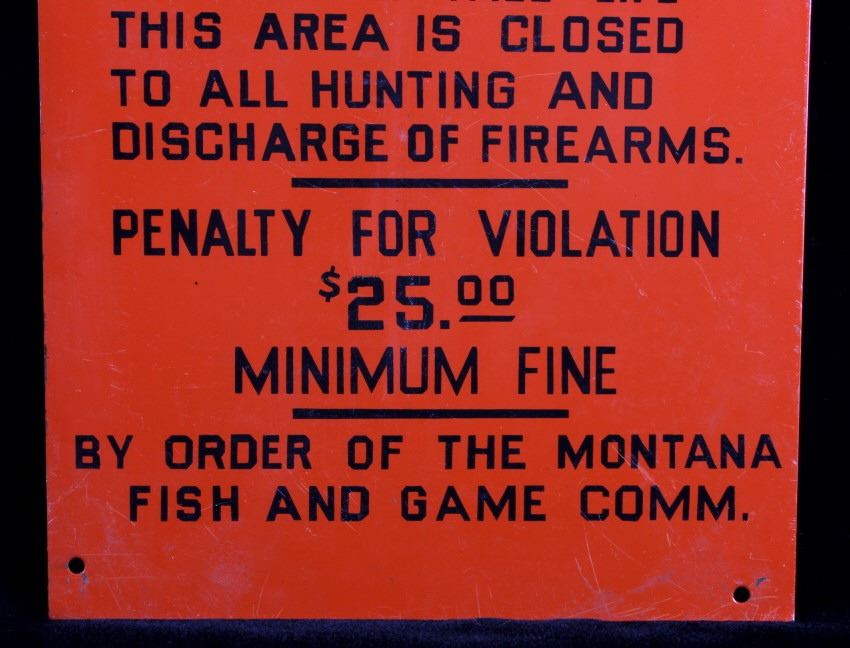 THIS AREA IS CLOSED
TO ALL HUNTING AND
DISCHARGE OF FIREARMS.
PENALTY FOR VIOLATION
$25.00
MINIMUM FINE
BY ORDER OF THE MONTANA
FISH AND GAME COMM.